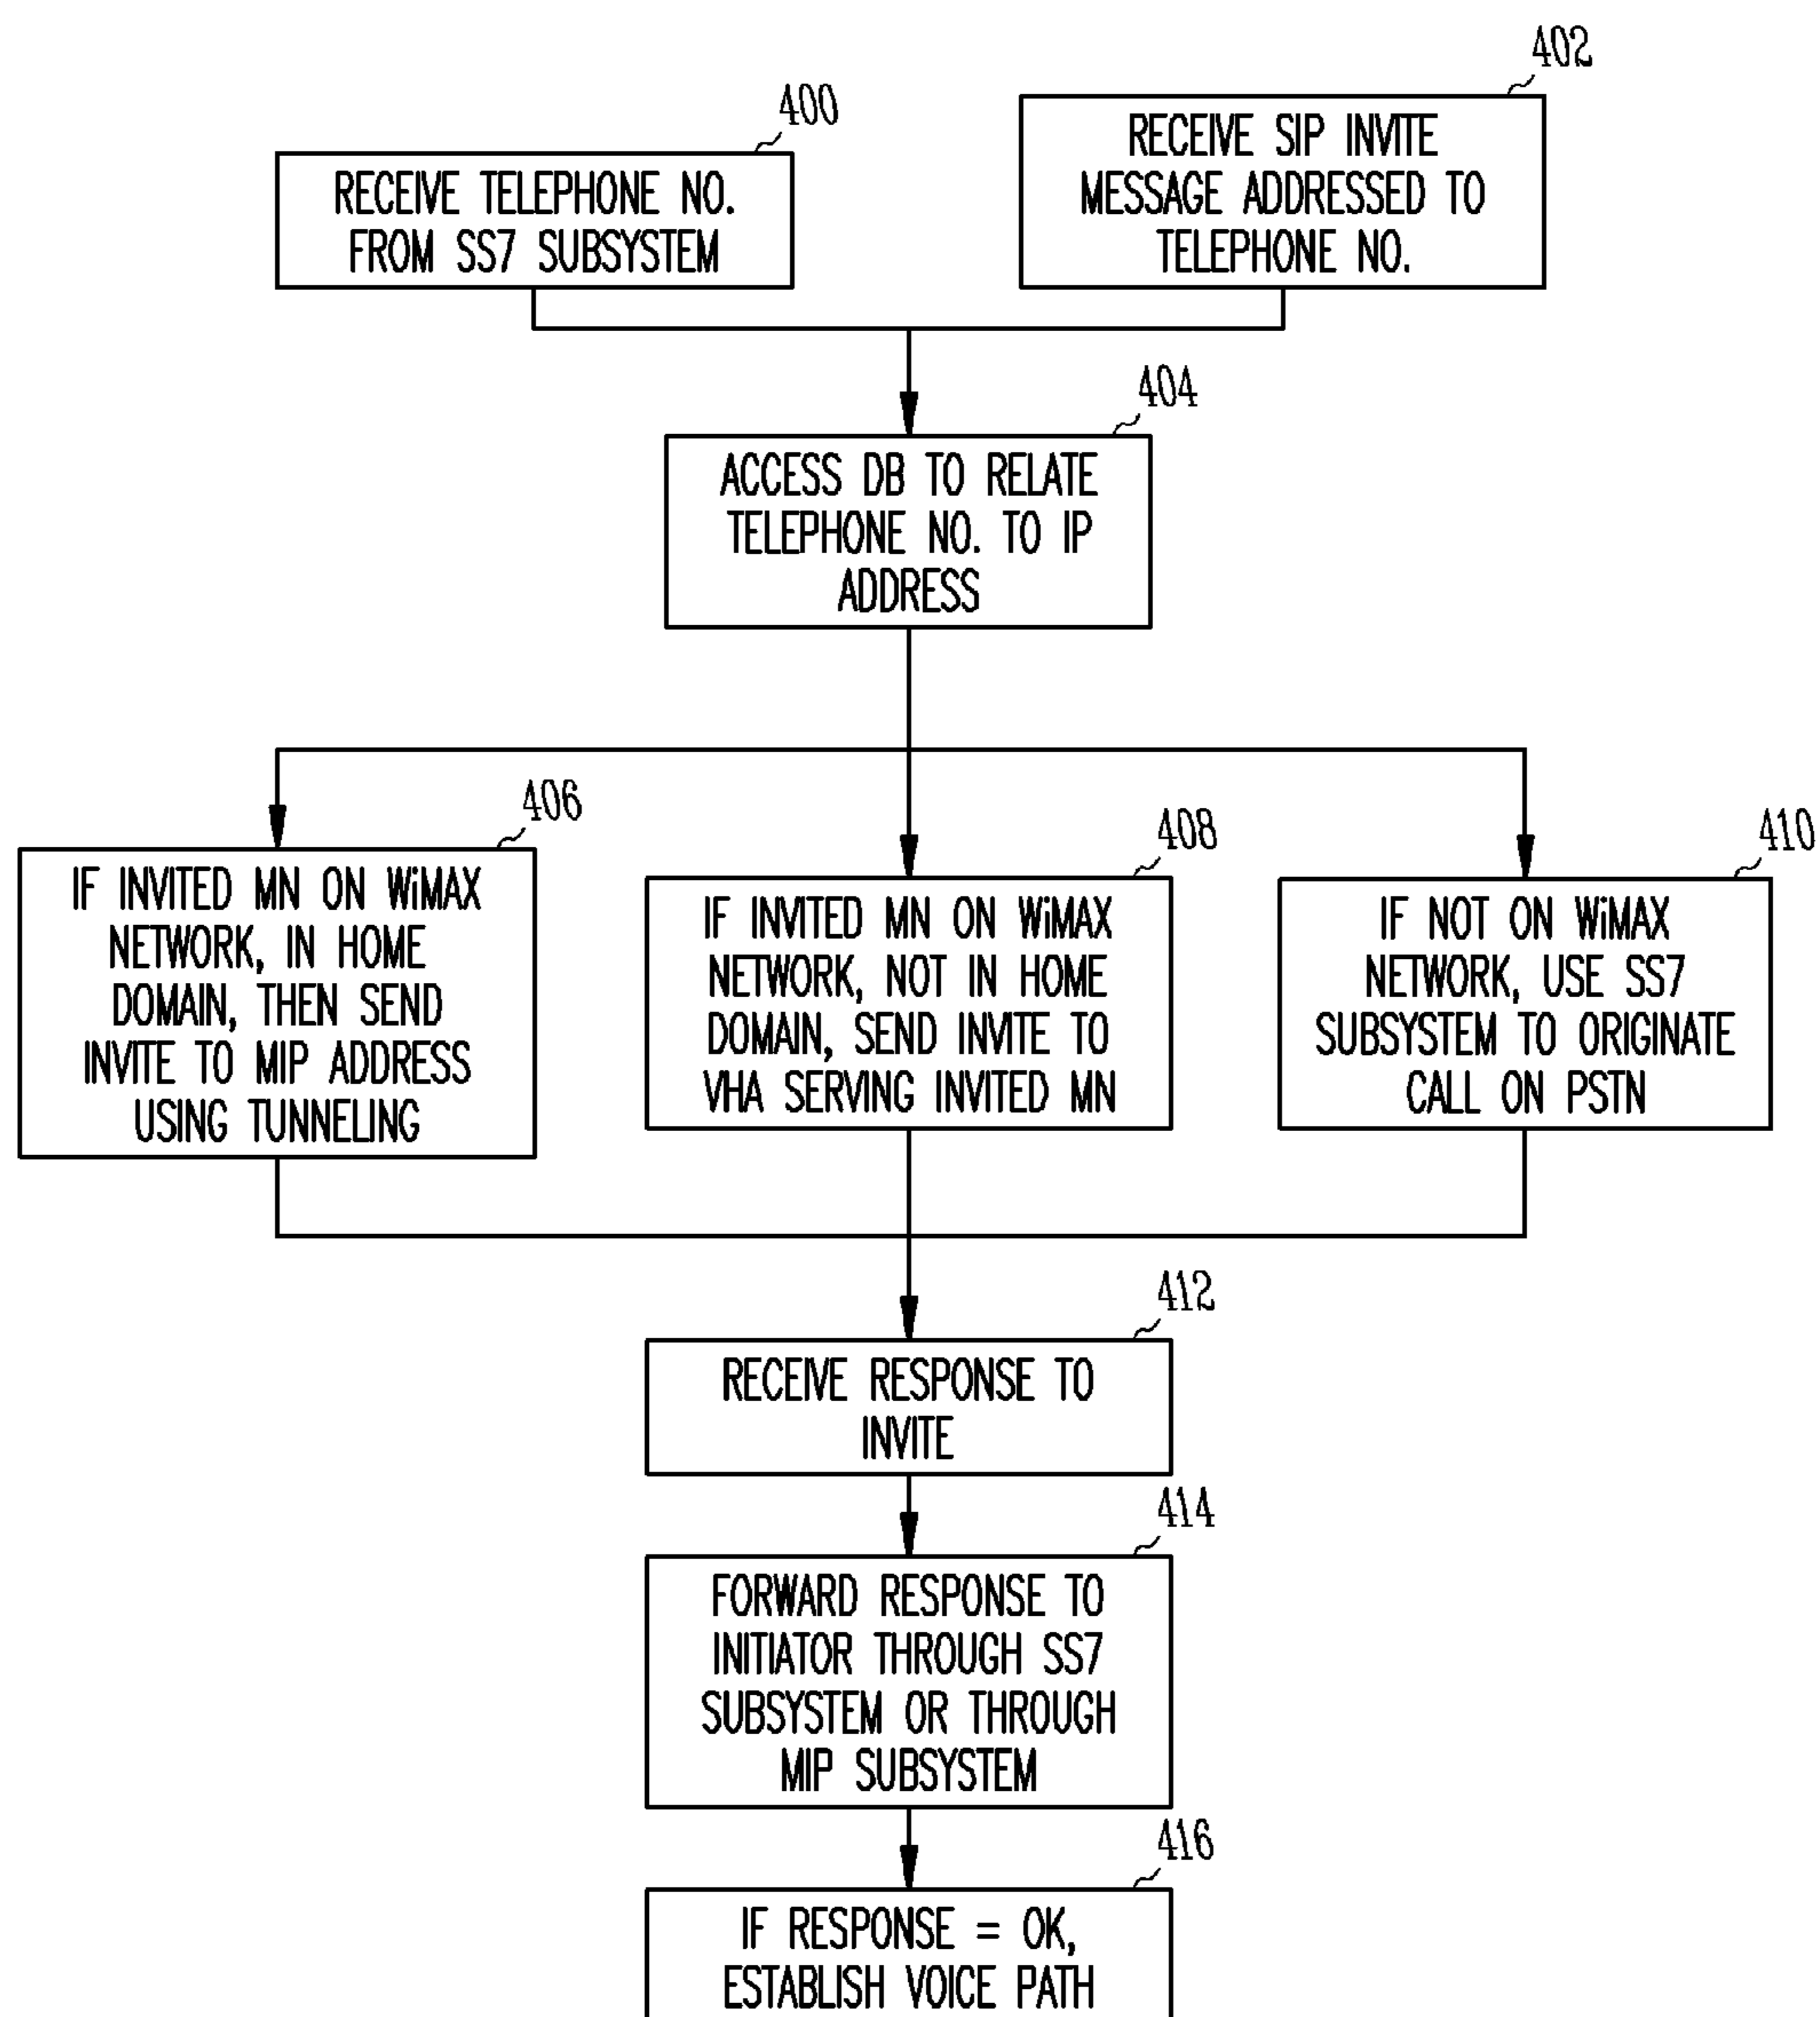 400
RECEIVE TELEPHONE NO.
FROM SS7 SUBSYSTEM
402
RECEIVE SIP INVITE
MESSAGE ADDRESSED TO
TELEPHONE NO.
404
ACCESS DB TO RELATE
TELEPHONE NO. TO IP
ADDRESS
406
IF INVITED MN ON WiMAX
NETWORK, IN HOME
DOMAIN, THEN SEND
INVITE TO MIP ADDRESS
USING TUNNELING
408
IF INVITED MN ON WiMAX
NETWORK, NOT IN HOME
DOMAIN, SEND INVITE TO
VHA SERVING INVITED MN
410
IF NOT ON WiMAX
NETWORK, USE SS7
SUBSYSTEM TO ORIGINATE
CALL ON PSTN
412
RECEIVE RESPONSE TO
INVITE
414
FORWARD RESPONSE TO
INITIATOR THROUGH SS7
SUBSYSTEM OR THROUGH
MIP SUBSYSTEM
416
IF RESPONSE = OK,
ESTABLISH VOICE PATH